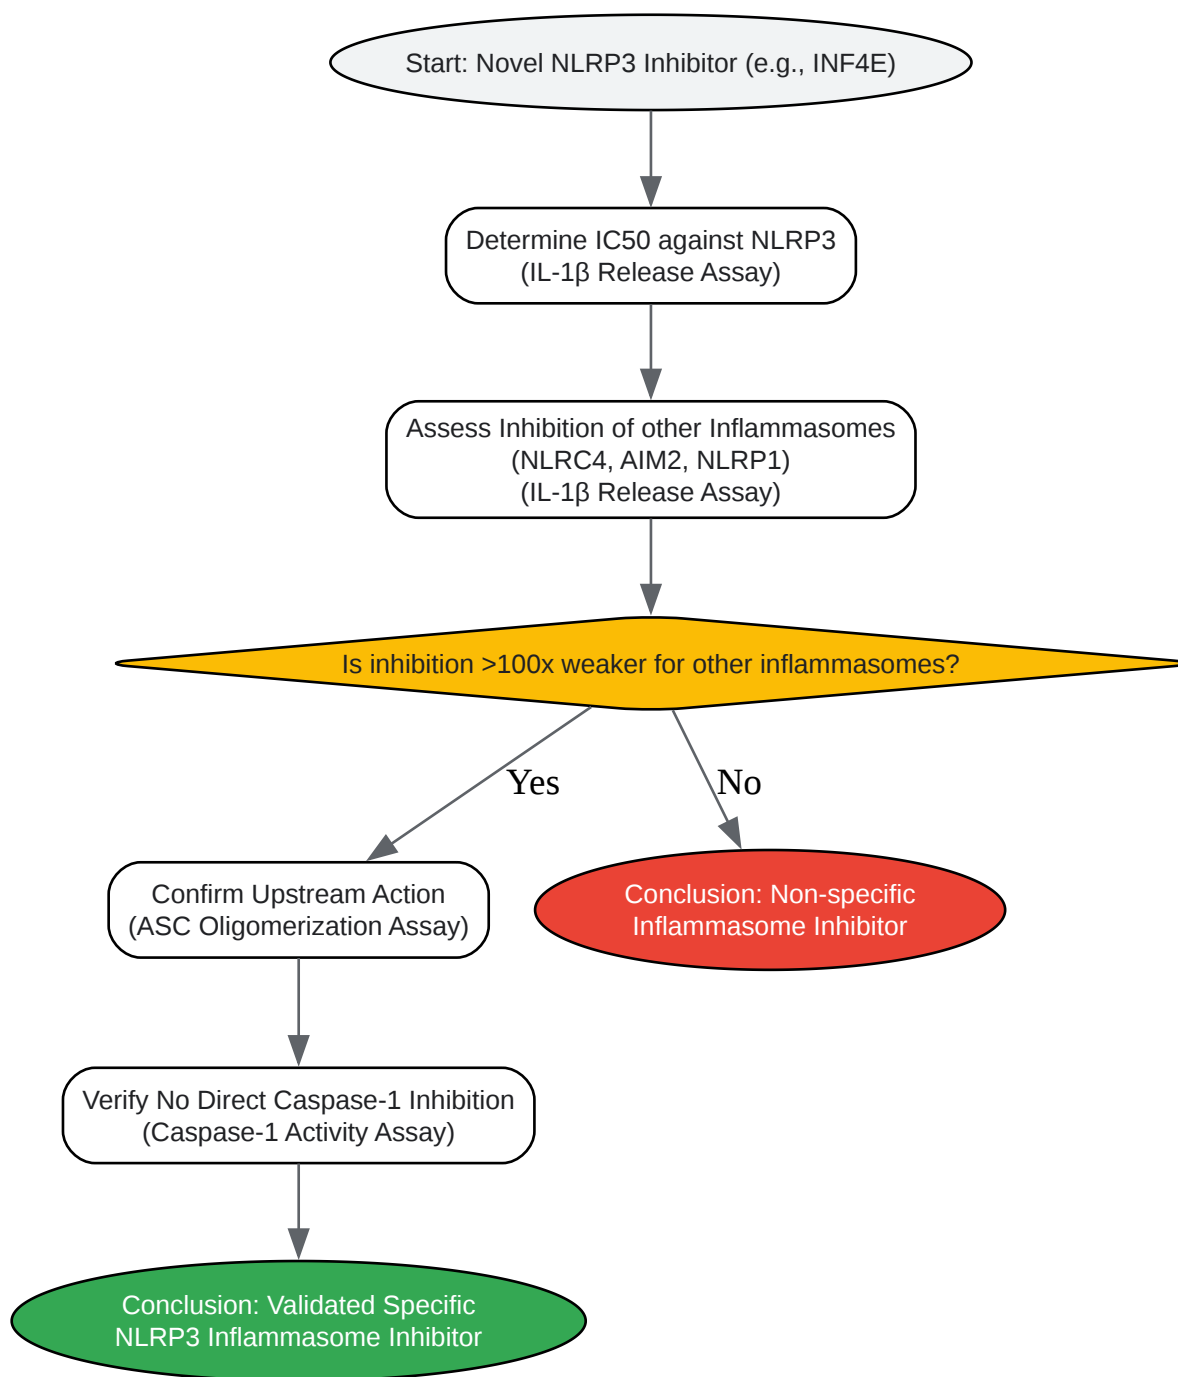 Start: Novel NLRP3 Inhibitor (e.g., INF4E)
Determine IC50 against NLRP3
(IL-1β Release Assay)
Assess Inhibition of other Inflammasomes
(NLRC4, AIM2, NLRP1)
(IL-1β Release Assay)
Is inhibition >100x weaker for other inflammasomes?
Yes
No
Confirm Upstream Action
(ASC Oligomerization Assay)
Conclusion: Non-specific
Inflammasome Inhibitor
Verify No Direct Caspase-1 Inhibition
(Caspase-1 Activity Assay)
Conclusion: Validated Specific
NLRP3 Inflammasome Inhibitor